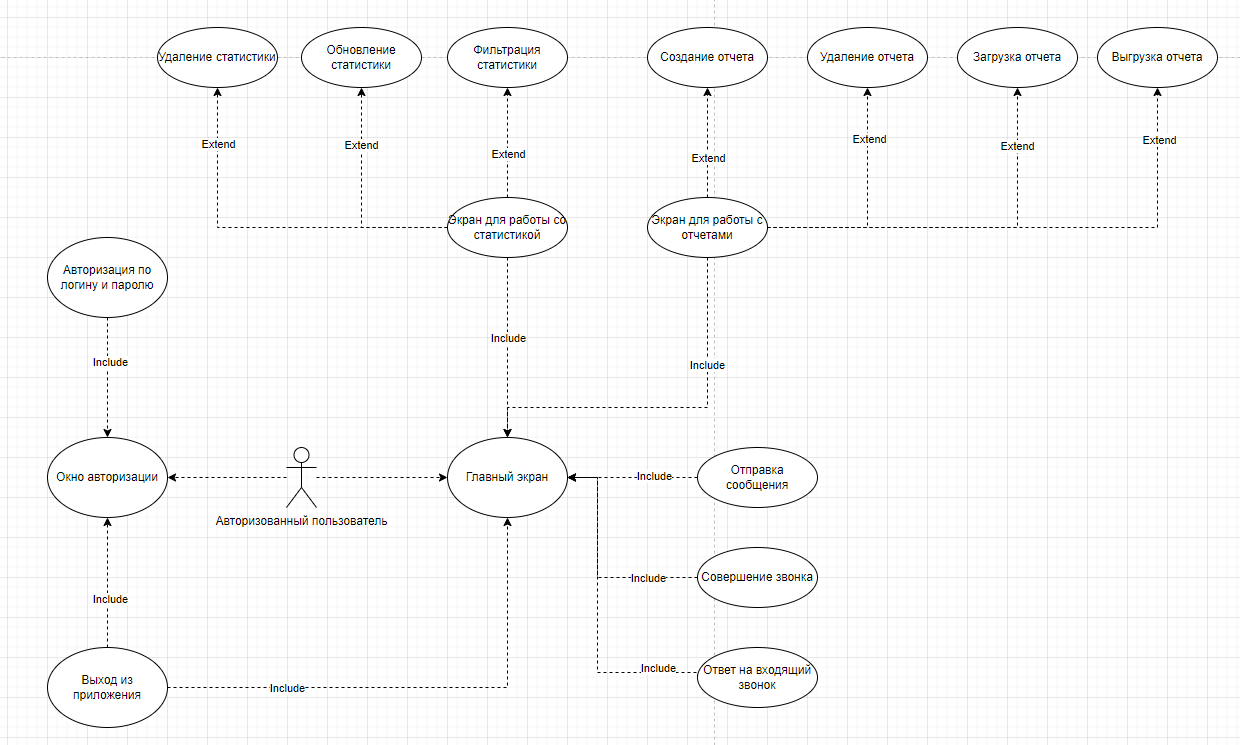 Удаление статистики
Обновление
статистики
Фильтрация
статистики
Создание отчета
Удаление отчета
Загрузка отчета
Выгрузка отчета
Extend
Extend
Extend
Extend
Extend
Extend
Extend
Экран для работы со
статистикой
Экран для работы с
отчетами
Авторизация по
логину и паролю
Include
Include
Include
Окно авторизации
Авторизованный пользователь
Главный экран
Include
Отправка
сообщения
Include
Совершение звонка
Include
Include
Ответ на входящий
звонок
Выход из
приложения
Include